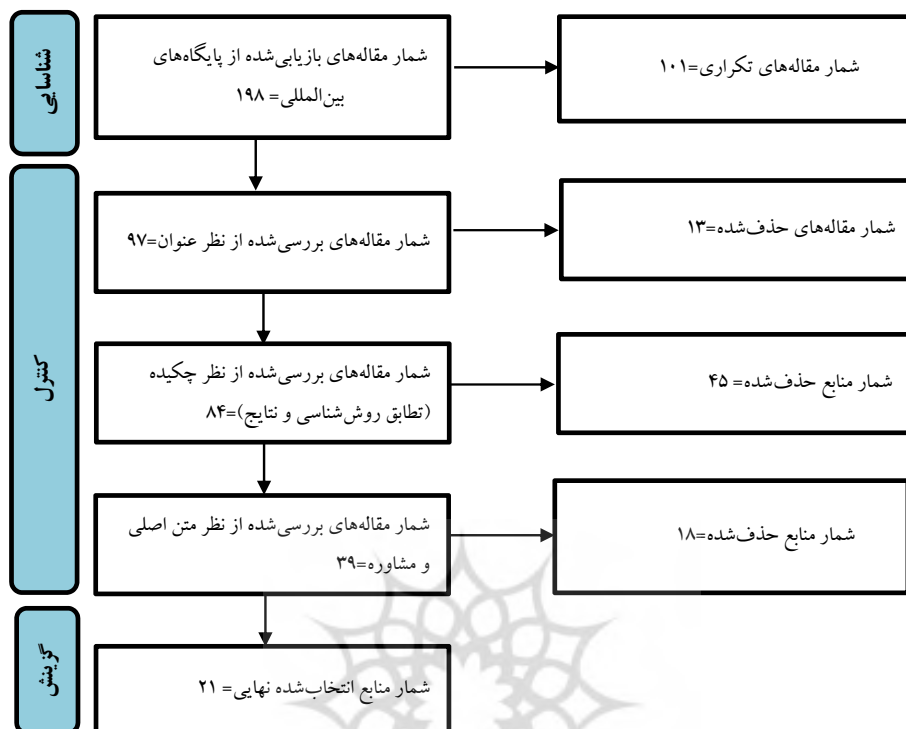 شناسایی
شمار مقاله‌های بازیابی‌شده از پایگاه‌های
بین‌المللی= ۱۹۸
شمار مقاله‌های تکراری=۱۰۱
کنترل
شمار مقاله‌های بررسی‌شده از نظر عنوان=۹۷
شمار مقاله‌های حذف‌شده=۱۳
شمار مقاله‌های بررسی‌شده از نظر چکیده
(تطابق روش‌شناسی و نتایج)=۸۴
شمار منابع حذف‌شده= ۴۵
شمار مقاله‌های بررسی‌شده از نظر متن اصلی
و مشاوره=۳۹
شمار منابع حذف‌شده=۱۸
گزینش
شمار منابع انتخاب‌شده نهایی= ۲۱